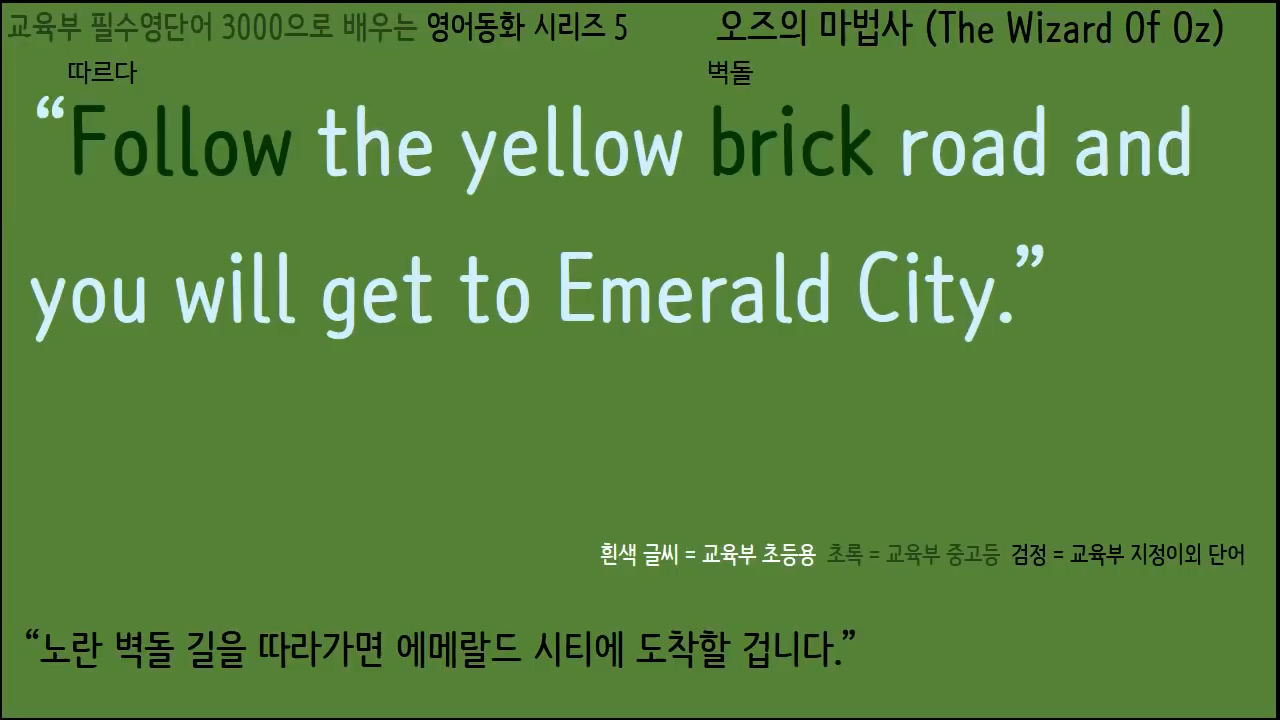 교육부 필수영단어 3000으로 배우는 영어동화 시리즈 5 오즈의 마법사 (The Wizard Of Oz)
따르다 벽돌
“Follow the yellow brick road and
you will get to Emerald City.”
흰색 글씨 = 교육부 초등용 초록 = 교육부 중고등 검정 = 교육부 지정이외 단어
“노란 벽돌 길을 따라가면 에메랄드 시티에 도착할 겁니다.”